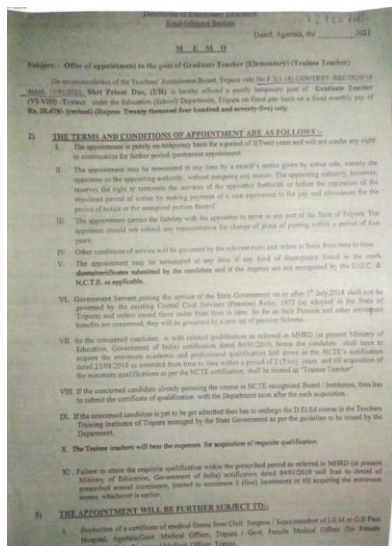 Directorate of Elementary Education
Establishment Section
Dated, Agartala, the 2021
M E M O
Subject: - Offer of appointment to the post of Graduate Teacher (Elementary) (Trainee Teacher)
On recommendation of the Teachers' Recruitment Board, Tripura vide
dated, Shri Pritam Das, (UR) is hereby offered a purely temporary post of Graduate Teacher
(VI-VIII) -Trainee under the Education (School) Department, Tripura on fixed pay basis on a fixed monthly pay of
Rs. 20,475/- (Rupees Twenty thousand four hundred and seventy-five) only.
2) THE TERMS AND CONDITIONS OF APPOINTMENT ARE AS FOLLOWS :-
I. The appointment is purely on temporary basis for a period of 2(Two) years and will not confer any right
to continuation for further period /permanent appointment.
II. The appointment may be terminated at any time by a month's notice given by either side, namely the
appointee or the appointing authority, without assigning any reason. The appointing authority, however,
reserves the right to terminate the services of the appointee forthwith or before the expiration of the
stipulated period of notice by making payment of a sum equivalent to the pay and allowances for the
period of notice or the unexpired portion thereof.
III. The appointment carries the liability with the appointee to serve in any part of the State of Tripura. The
appointee should not submit any representation for change of place of posting within a period of five
years.
IV. Other conditions of service will be governed by the relevant rules and orders in force from time to time.
V. The appointment may be terminated at any time if any kind of discrepancy found in the mark
sheets/certificates submitted by the candidate and if the degrees are not recognized by the U.G.C. &
N.C.T.E. as applicable.
VI. Government Servant joining the service of the State Government on or after 1st July,2018 shall not be
governed by the existing Central Civil Services (Pension) Rules, 1972 (as adopted in the State of
Tripura) and orders issued there under from time to time. So far as their Pension and other retirement
benefits are concerned, they will be governed by a new set of pension Scheme.
VII. As the concerned candidate is with related qualification as referred in MHRD (at present Ministry of
Education, Government of India) notification dated 04/01/2019, hence the candidate shall have to
acquire the minimum academic and professional qualification laid down in the NCTE's notification
dated 23/08/2010 as amended from time to time within a period of 2 (Two) years and till acquisition of
the minimum qualifications as per the NCTE notification, shall be treated as "Trainee Teacher".
VIII. If the concerned candidate already pursuing the course in NCTE recognized Board / Institution, then has
to submit the certificate of qualification with the Department soon after the such acquisition.
IX. If the concerned candidate is yet to be get admitted then has to undergo the D.El.Ed course in the Teachers
Training Institutes of Tripura managed by the State Government as per the guideline to be issued by the
Department.
X. The Trainee teachers will bear the expenses for acquisition of requisite qualification.
XI. Failure to attain the requisite qualification within the prescribed period as referred in MHRD (at present
Ministry of Education, Government of India) notification dated 04/01/2019 will lead to denial of
prescribed annual increments, limited to maximum 5 (five) increments or till acquiring the minimum
norms, whichever is earlier.
3) THE APPOINTMENT WILL BE FURTHER SUBJECT TO:-
I. Production of a certificate of medical fitness from Civil Surgeon / Superintendent of I.G.M or G.B Pant
Hospital, Agartala/Govt Medical Officer, Tripura / Govt. Female Medical Officer (for Female
Medical Officer Tripura